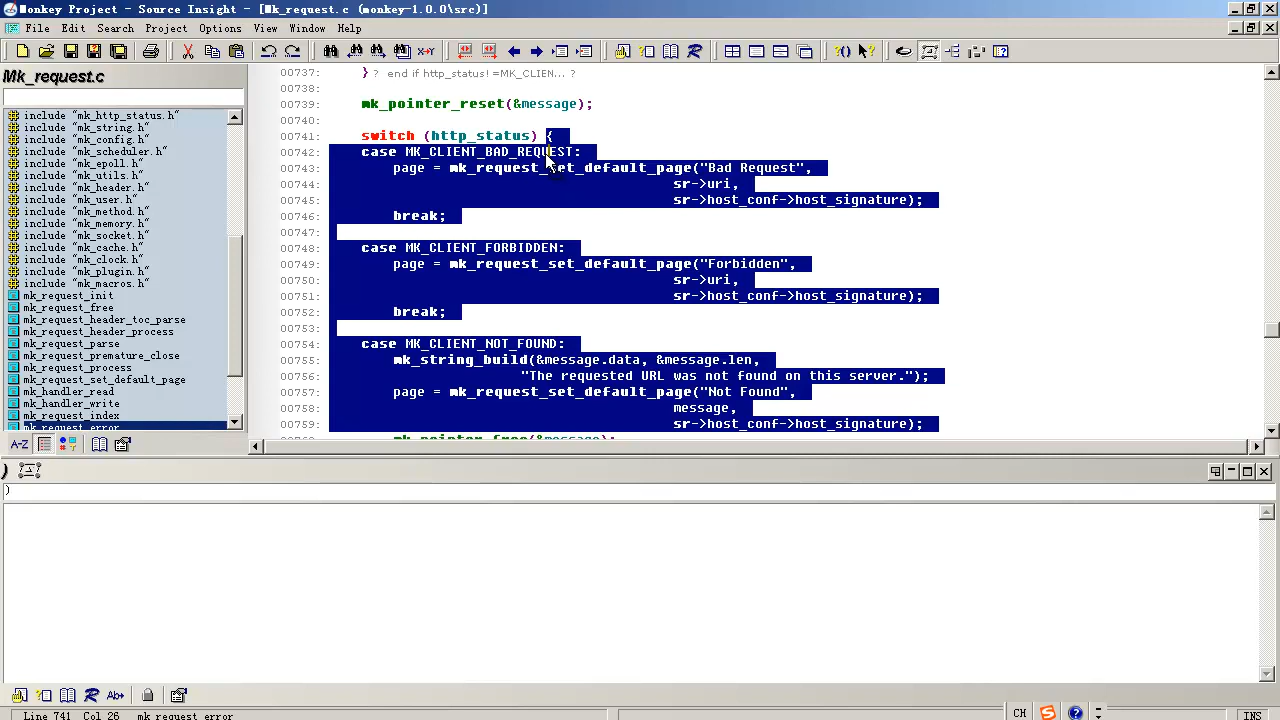 Monkey Project - Source Insight - [Mk_request.c (monkey-1.0.0\src)]
File Edit Search Project Options View Window Help
Mk_request.c
include "mk_http_status.h"
include "mk_string.h"
include "mk_config.h"
include "mk_scheduler.h"
include "mk_epoll.h"
include "mk_utils.h"
include "mk_header.h"
include "mk_user.h"
include "mk_method.h"
include "mk_memory.h"
include "mk_socket.h"
include "mk_cache.h"
include "mk_clock.h"
include "mk_plugin.h"
include "mk_macros.h"
mk_request_init
mk_request_free
mk_request_header_toc_parse
mk_request_header_process
mk_request_parse
mk_request_premature_close
mk_request_process
mk_request_set_default_page
mk_handler_read
mk_handler_write
mk_request_index
mk_request_error
A-Z
00737: } ? end if http_status! =MK_CLIEN... ?
00738:
00739: mk_pointer_reset(&message);
00740:
00741: switch (http_status) {
00742: case MK_CLIENT_BAD_REQUEST:
00743: page = mk_request_set_default_page("Bad Request",
00744: sr->uri,
00745: sr->host_conf->host_signature);
00746: break;
00747:
00748: case MK_CLIENT_FORBIDDEN:
00749: page = mk_request_set_default_page("Forbidden",
00750: sr->uri,
00751: sr->host_conf->host_signature);
00752: break;
00753:
00754: case MK_CLIENT_NOT_FOUND:
00755: mk_string_build(&message.data, &message.len,
00756: "The requested URL was not found on this server.");
00757: page = mk_request_set_default_page("Not Found",
00758: message,
00759: sr->host_conf->host_signature);
00760: mk_pointer_free(&message);
)
)
Line 741 Col 26 mk_request_error
CH
INS